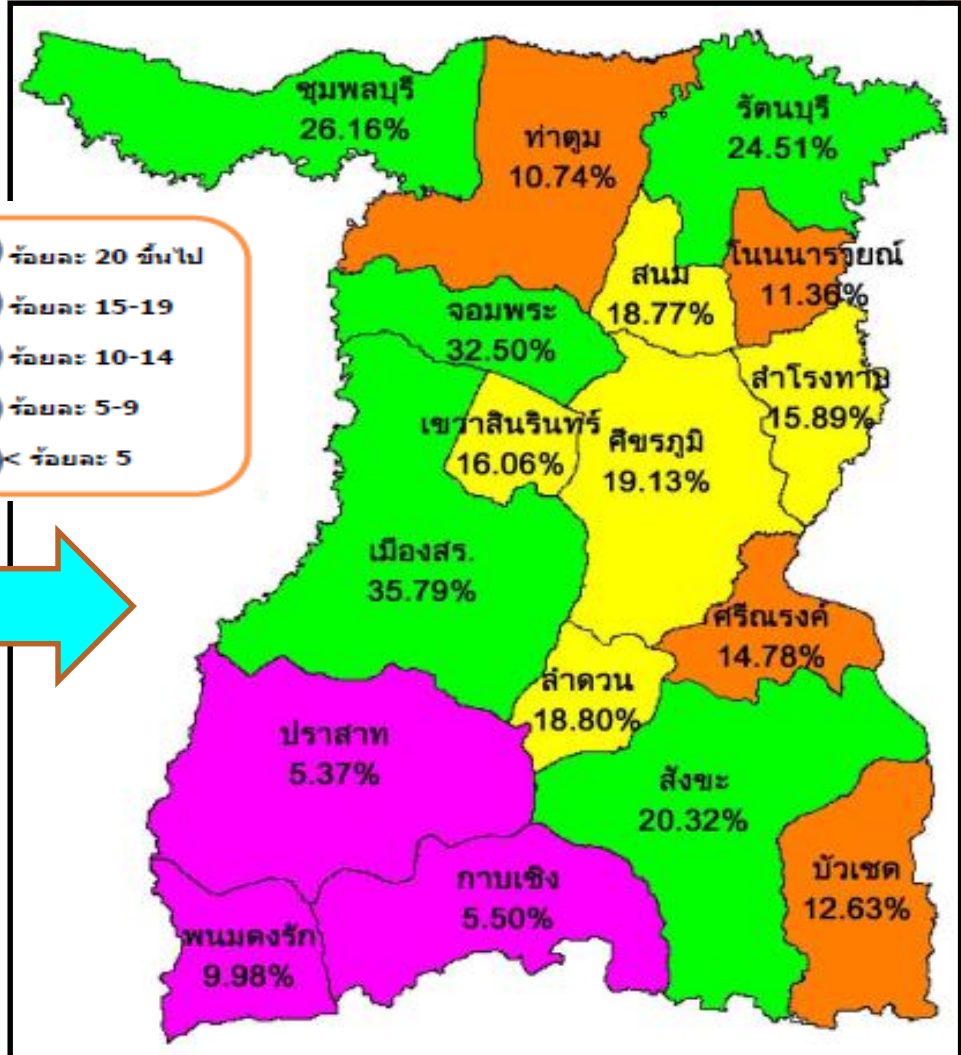 ชุมพลบุรี
26.16%
ท่าตูม
10.74%
รัตนบุรี
24.51%
ร้อยละ 20 ขึ้นไป
ร้อยละ 15-19
ร้อยละ 10-14
ร้อยละ 5-9
< ร้อยละ 5
สนม
18.77%
โนนนารายณ์
11.36%
จอมพระ
32.50%
สำโรงทาบ
15.89%
เขวาสินรินทร์
16.06%
ศีขรภูมิ
19.13%
เมืองสร.
35.79%
ศรีณรงค์
14.78%
ลำดวน
18.80%
ปราสาท
5.37%
สังขะ
20.32%
กาบเชิง
5.50%
บัวเชด
12.63%
พนมดงรัก
9.98%